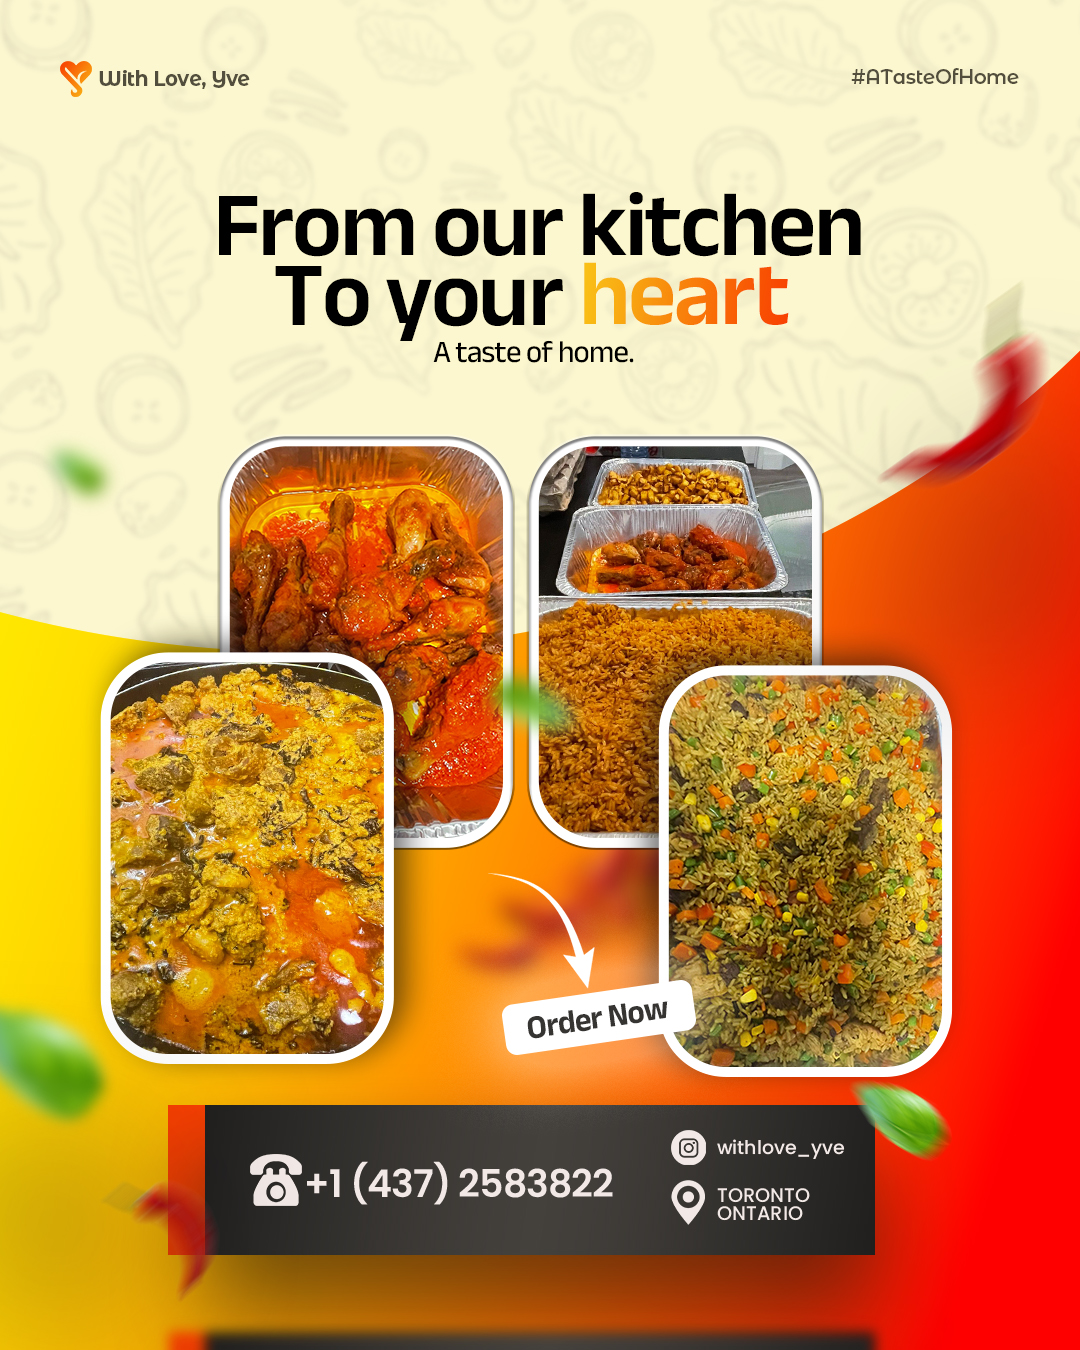 With Love, Yve
#ATasteOfHome
From our kitchen
To your heart
A taste of home.
Order Now
+1 (437) 2583822
withlove_yve
TORONTO
ONTARIO